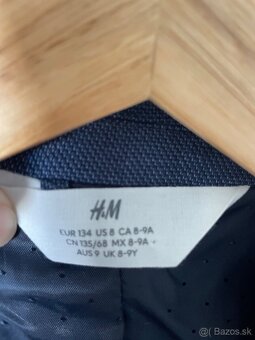 H&M
EUR 134 US 8 CA 8-9A
CN 135/68 MX 8-9A
AUS 9 UK 8-9Y
Bazos.sk